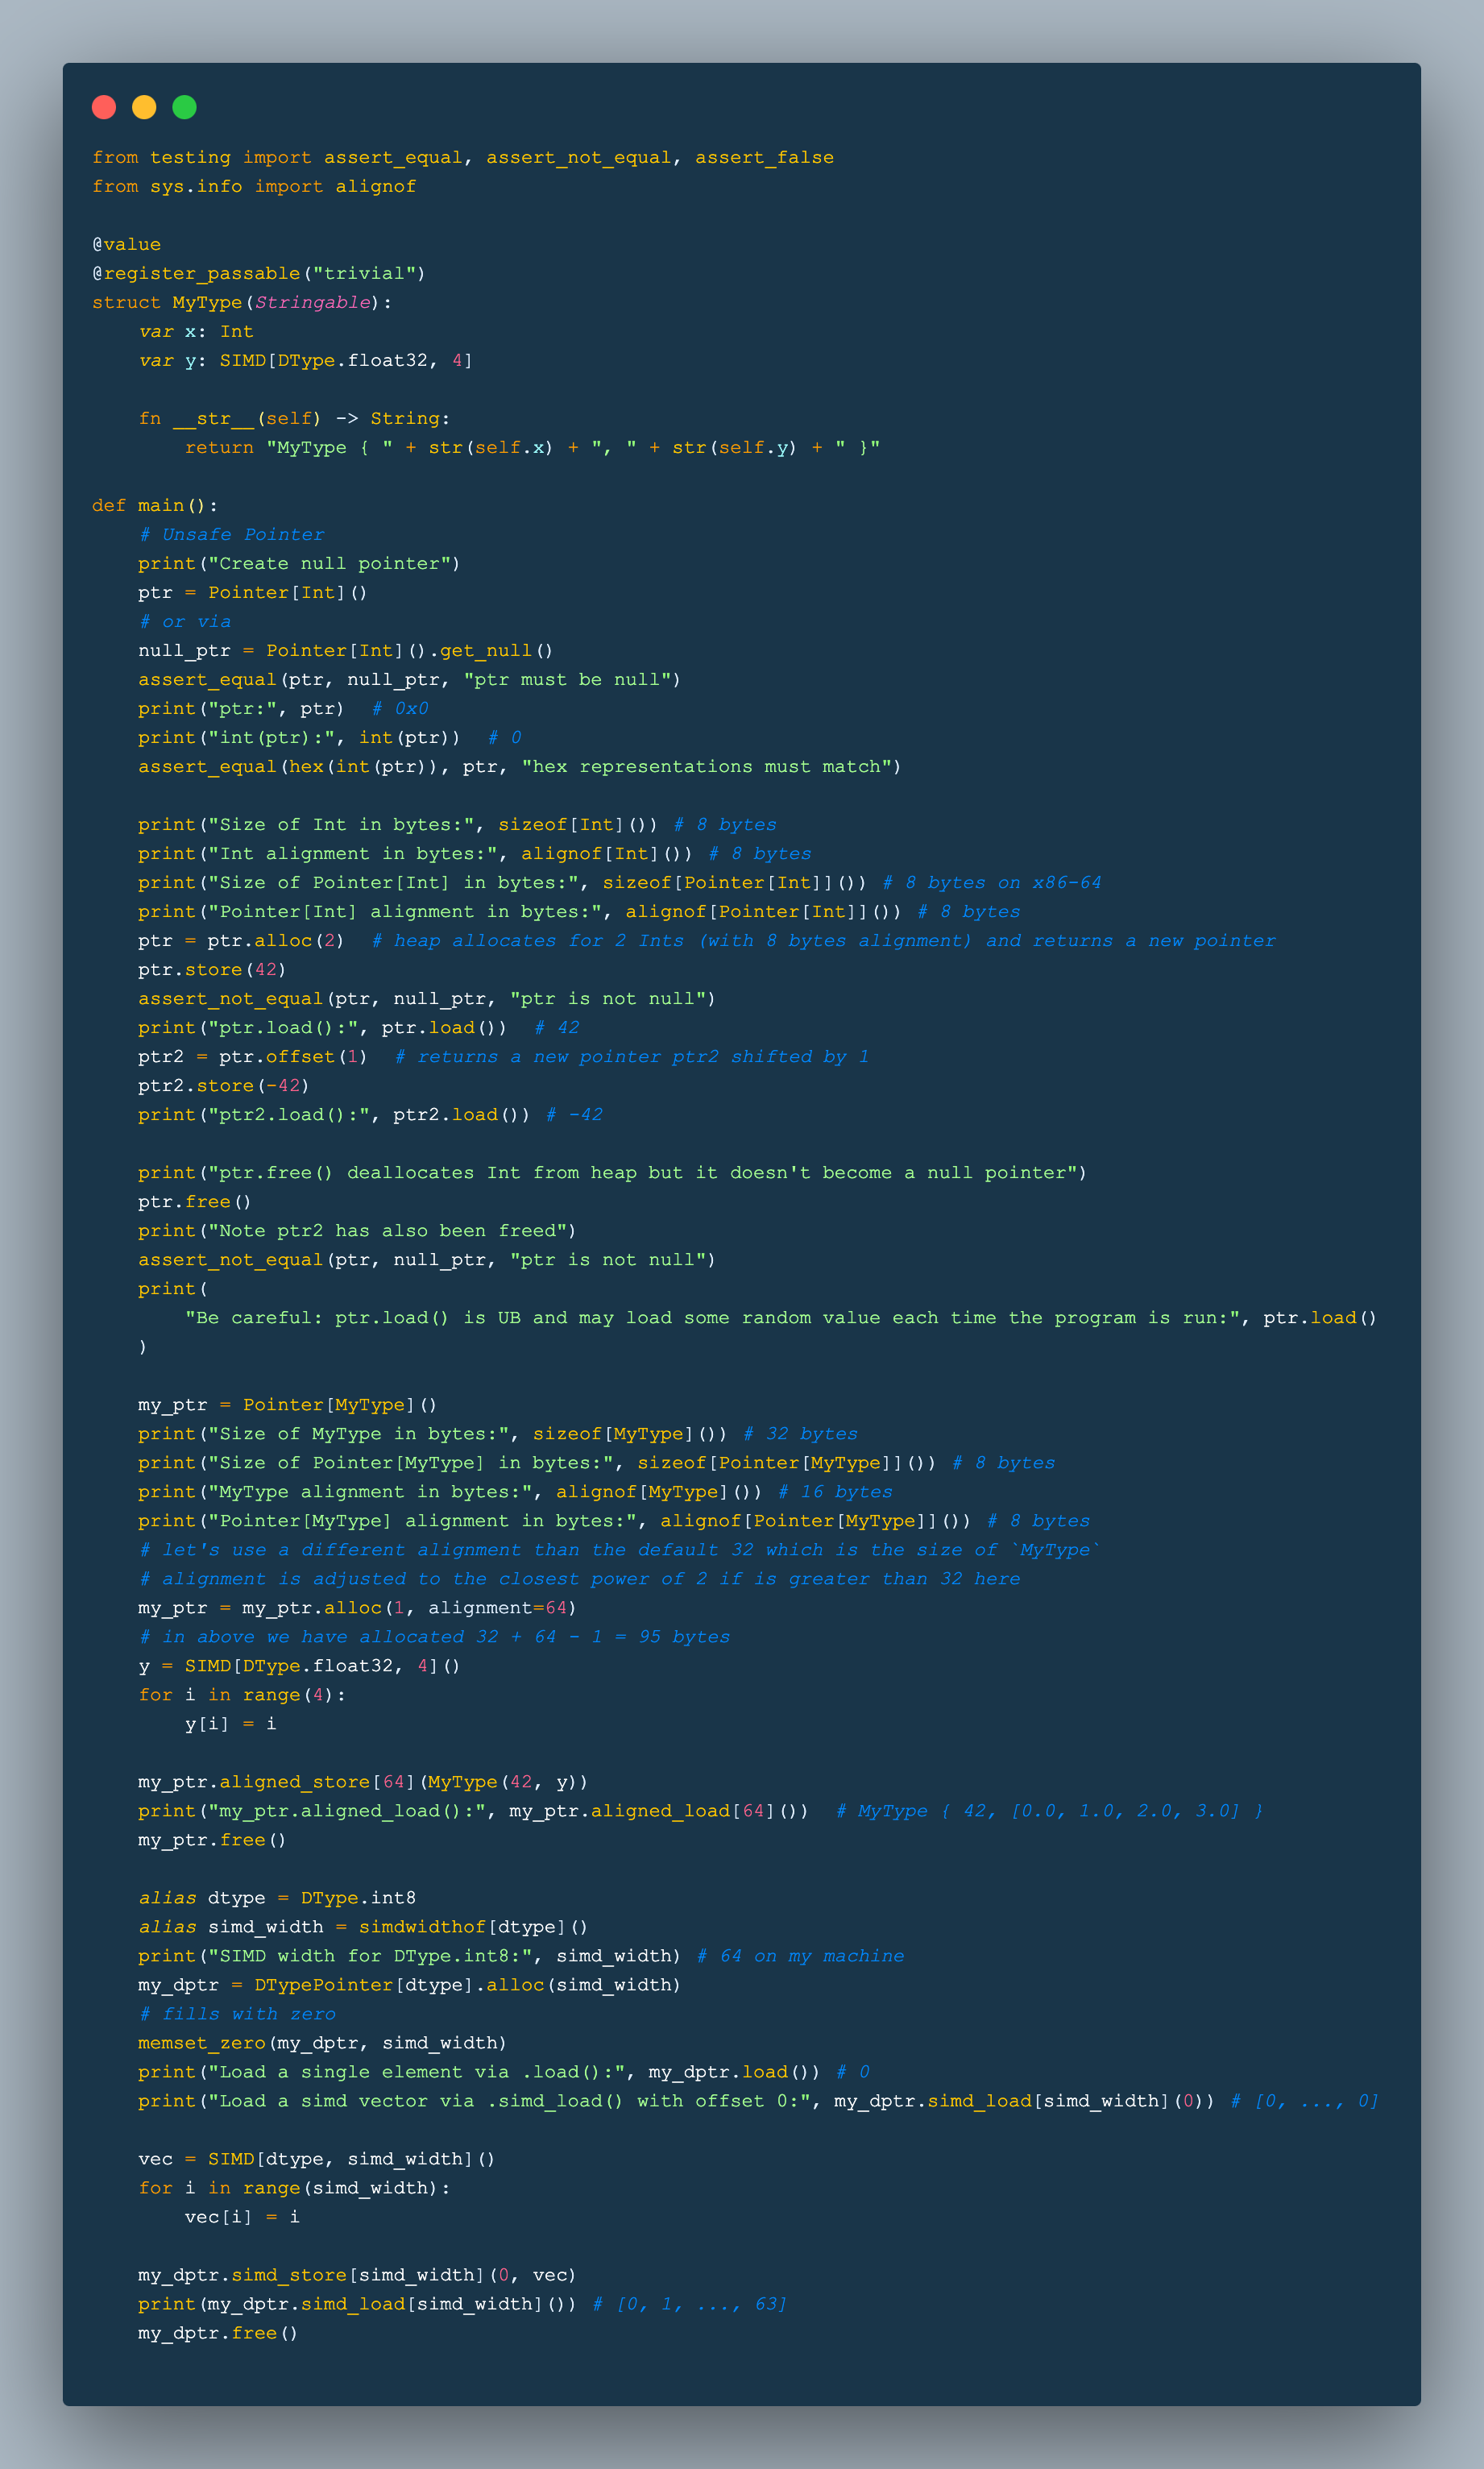 from testing import assert_equal, assert_not_equal, assert_false
from sys.info import alignof

@value
@register_passable("trivial")
struct MyType(Stringable):
    var x: Int
    var y: SIMD[DType.float32, 4]

    fn __str__(self) -> String:
        return "MyType { " + str(self.x) + ", " + str(self.y) + " }"

def main():
    # Unsafe Pointer
    print("Create null pointer")
    ptr = Pointer[Int]()
    # or via
    null_ptr = Pointer[Int]().get_null()
    assert_equal(ptr, null_ptr, "ptr must be null")
    print("ptr:", ptr)  # 0x0
    print("int(ptr):", int(ptr))  # 0
    assert_equal(hex(int(ptr)), ptr, "hex representations must match")

    print("Size of Int in bytes:", sizeof[Int]()) # 8 bytes
    print("Int alignment in bytes:", alignof[Int]()) # 8 bytes
    print("Size of Pointer[Int] in bytes:", sizeof[Pointer[Int]]()) # 8 bytes on x86-64
    print("Pointer[Int] alignment in bytes:", alignof[Pointer[Int]]()) # 8 bytes
    ptr = ptr.alloc(2)  # heap allocates for 2 Ints (with 8 bytes alignment) and returns a new pointer
    ptr.store(42)
    assert_not_equal(ptr, null_ptr, "ptr is not null")
    print("ptr.load():", ptr.load())  # 42
    ptr2 = ptr.offset(1)  # returns a new pointer ptr2 shifted by 1
    ptr2.store(-42)
    print("ptr2.load():", ptr2.load()) # -42

    print("ptr.free() deallocates Int from heap but it doesn't become a null pointer")
    ptr.free()
    print("Note ptr2 has also been freed")
    assert_not_equal(ptr, null_ptr, "ptr is not null")
    print(
        "Be careful: ptr.load() is UB and may load some random value each time the program is run:", ptr.load()
    )

    my_ptr = Pointer[MyType]()
    print("Size of MyType in bytes:", sizeof[MyType]()) # 32 bytes
    print("Size of Pointer[MyType] in bytes:", sizeof[Pointer[MyType]]()) # 8 bytes
    print("MyType alignment in bytes:", alignof[MyType]()) # 16 bytes
    print("Pointer[MyType] alignment in bytes:", alignof[Pointer[MyType]]()) # 8 bytes
    # let's use a different alignment than the default 32 which is the size of `MyType`
    # alignment is adjusted to the closest power of 2 if is greater than 32 here
    my_ptr = my_ptr.alloc(1, alignment=64)
    # in above we have allocated 32 + 64 - 1 = 95 bytes
    y = SIMD[DType.float32, 4]()
    for i in range(4):
        y[i] = i

    my_ptr.aligned_store[64](MyType(42, y))
    print("my_ptr.aligned_load():", my_ptr.aligned_load[64]())  # MyType { 42, [0.0, 1.0, 2.0, 3.0] }
    my_ptr.free()

    alias dtype = DType.int8
    alias simd_width = simdwidthof[dtype]()
    print("SIMD width for DType.int8:", simd_width) # 64 on my machine
    my_dptr = DTypePointer[dtype].alloc(simd_width)
    # fills with zero
    memset_zero(my_dptr, simd_width)
    print("Load a single element via .load():", my_dptr.load()) # 0
    print("Load a simd vector via .simd_load() with offset 0:", my_dptr.simd_load[simd_width](0)) # [0, ..., 0]

    vec = SIMD[dtype, simd_width]()
    for i in range(simd_width):
        vec[i] = i

    my_dptr.simd_store[simd_width](0, vec)
    print(my_dptr.simd_load[simd_width]()) # [0, 1, ..., 63]
    my_dptr.free()